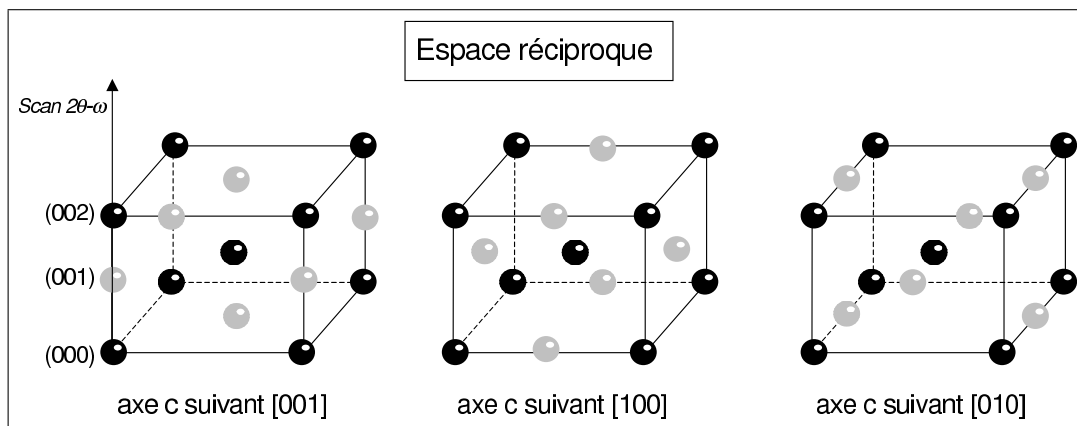 Espace réciproque
Scan 2θ-ω
(002)
(001)
(000)
axe c suivant [001]
axe c suivant [100]
axe c suivant [010]